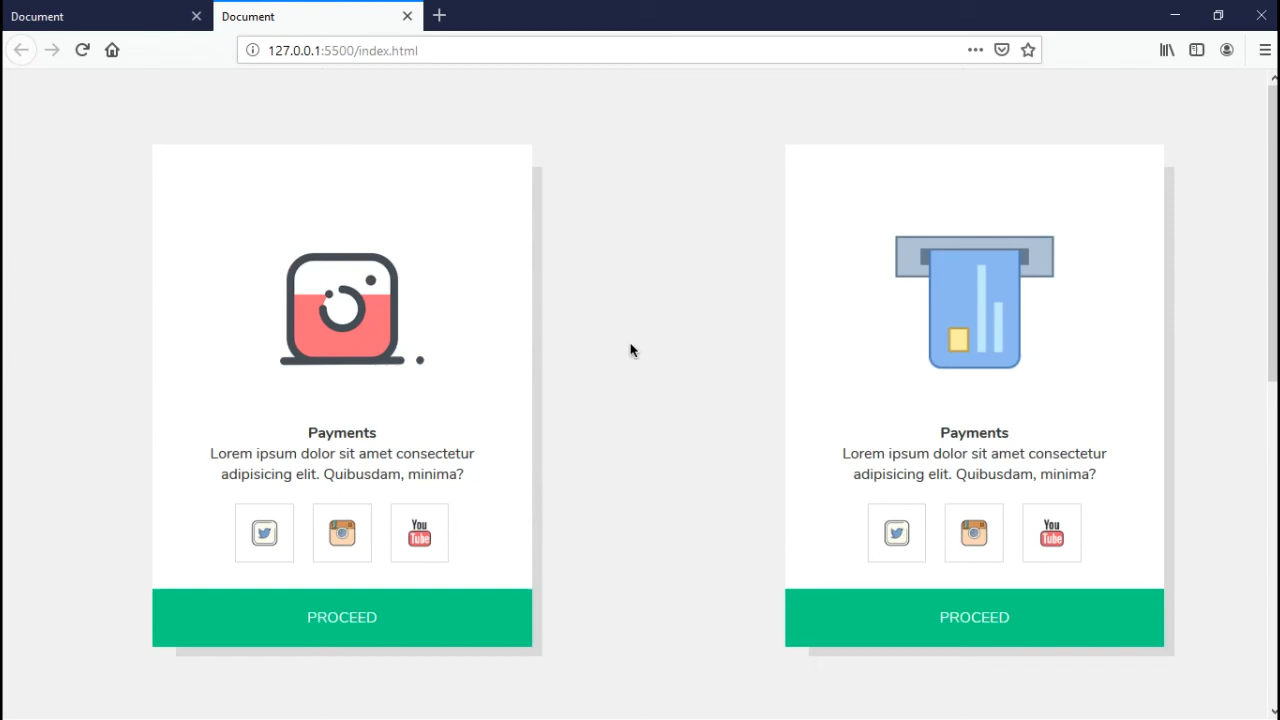 Document
Document
127.0.0.1:5500/index.html
Payments
Lorem ipsum dolor sit amet consectetur
adipisicing elit. Quibusdam, minima?
You
Tube
PROCEED
Payments
Lorem ipsum dolor sit amet consectetur
adipisicing elit. Quibusdam, minima?
You
Tube
PROCEED